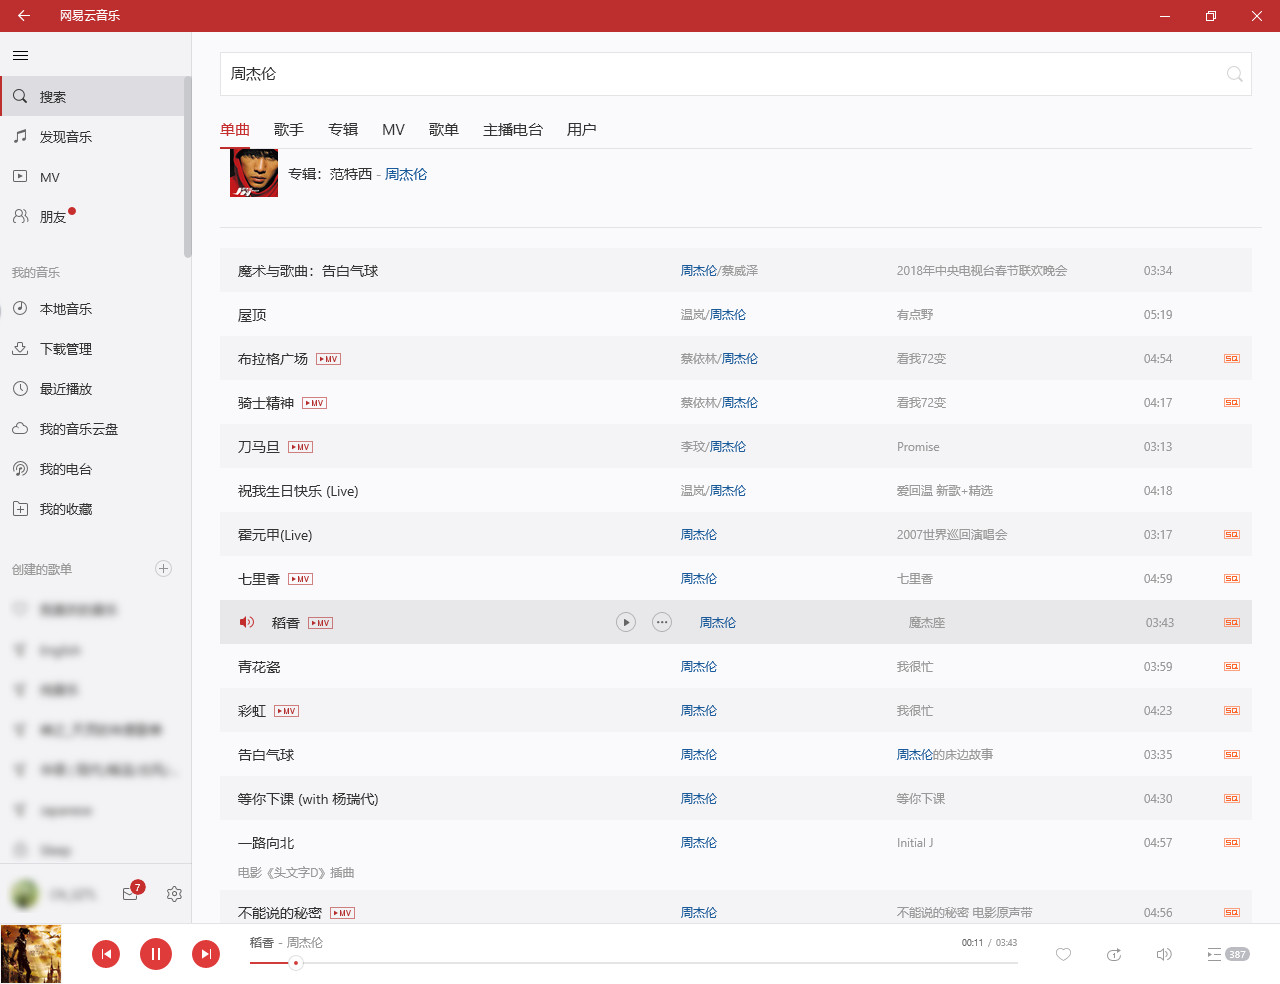 网易云音乐
周杰伦
搜索
发现音乐
MV
朋友
我的音乐
本地音乐
下载管理
最近播放
我的音乐云盘
我的电台
我的收藏
创建的歌单
English
Japanese
Sleep
7
单曲 歌手 专辑 MV 歌单 主播电台 用户
专辑：范特西 - 周杰伦
魔术与歌曲：告白气球 周杰伦/蔡威泽 2018年中央电视台春节联欢晚会 03:34
屋顶 温岚/周杰伦 有点野 05:19
布拉格广场 MV 蔡依林/周杰伦 看我72变 04:54 SQ
骑士精神 MV 蔡依林/周杰伦 看我72变 04:17 SQ
刀马旦 MV 李玟/周杰伦 Promise 03:13
祝我生日快乐 (Live) 温岚/周杰伦 爱回温 新歌+精选 04:18
霍元甲(Live) 周杰伦 2007世界巡回演唱会 03:17 SQ
七里香 MV 周杰伦 七里香 04:59 SQ
稻香 MV 周杰伦 魔杰座 03:43 SQ
青花瓷 周杰伦 我很忙 03:59 SQ
彩虹 MV 周杰伦 我很忙 04:23 SQ
告白气球 周杰伦 周杰伦的床边故事 03:35 SQ
等你下课 (with 杨瑞代) 周杰伦 等你下课 04:30 SQ
一路向北 周杰伦 Initial J 04:57 SQ
电影《头文字D》插曲
不能说的秘密 MV 周杰伦 不能说的秘密 电影原声带 04:56 SQ
稻香 - 周杰伦 00:11 / 03:43
387